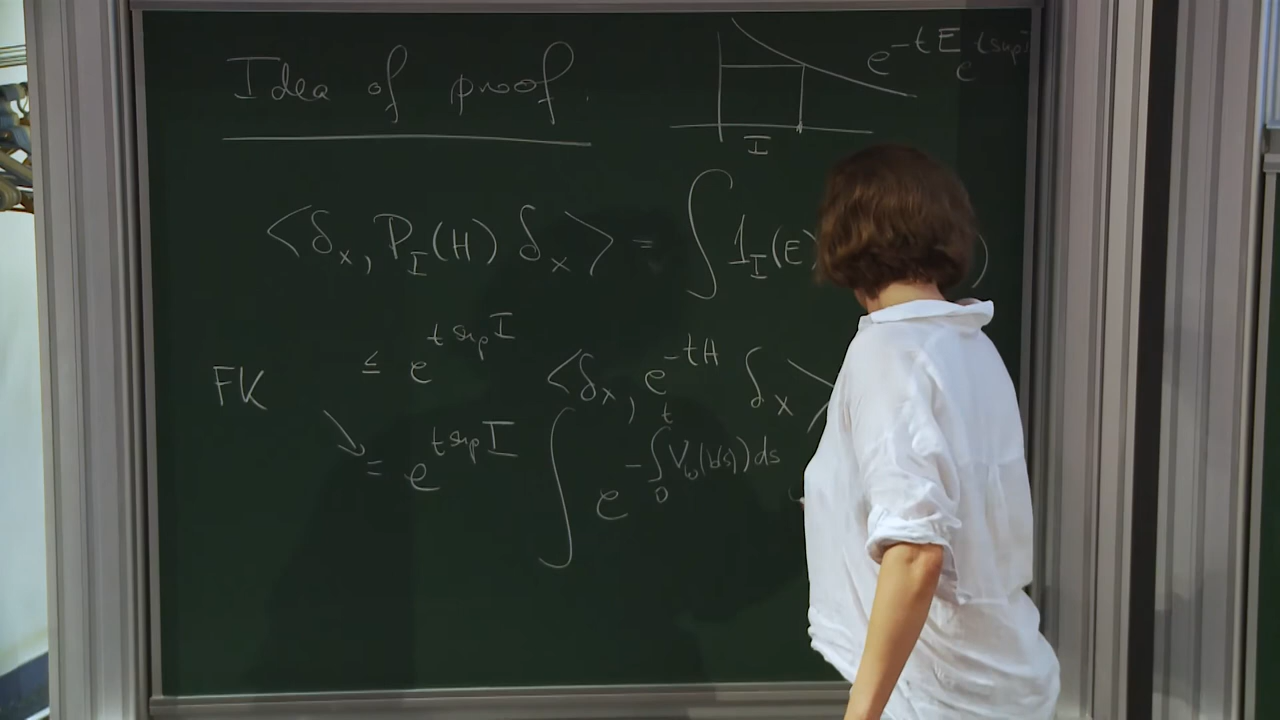 Idea of proof.
e^{-tE} e^{t sup I}
I
<δ_x, P_I(H) δ_x> = ∫ 1_I(E)
≤ e^{t sup I} <δ_x, e^{-tH} δ_x>
FK
= e^{t sup I} ∫ e^{-∫_0^t V_ω(b(s)) ds}